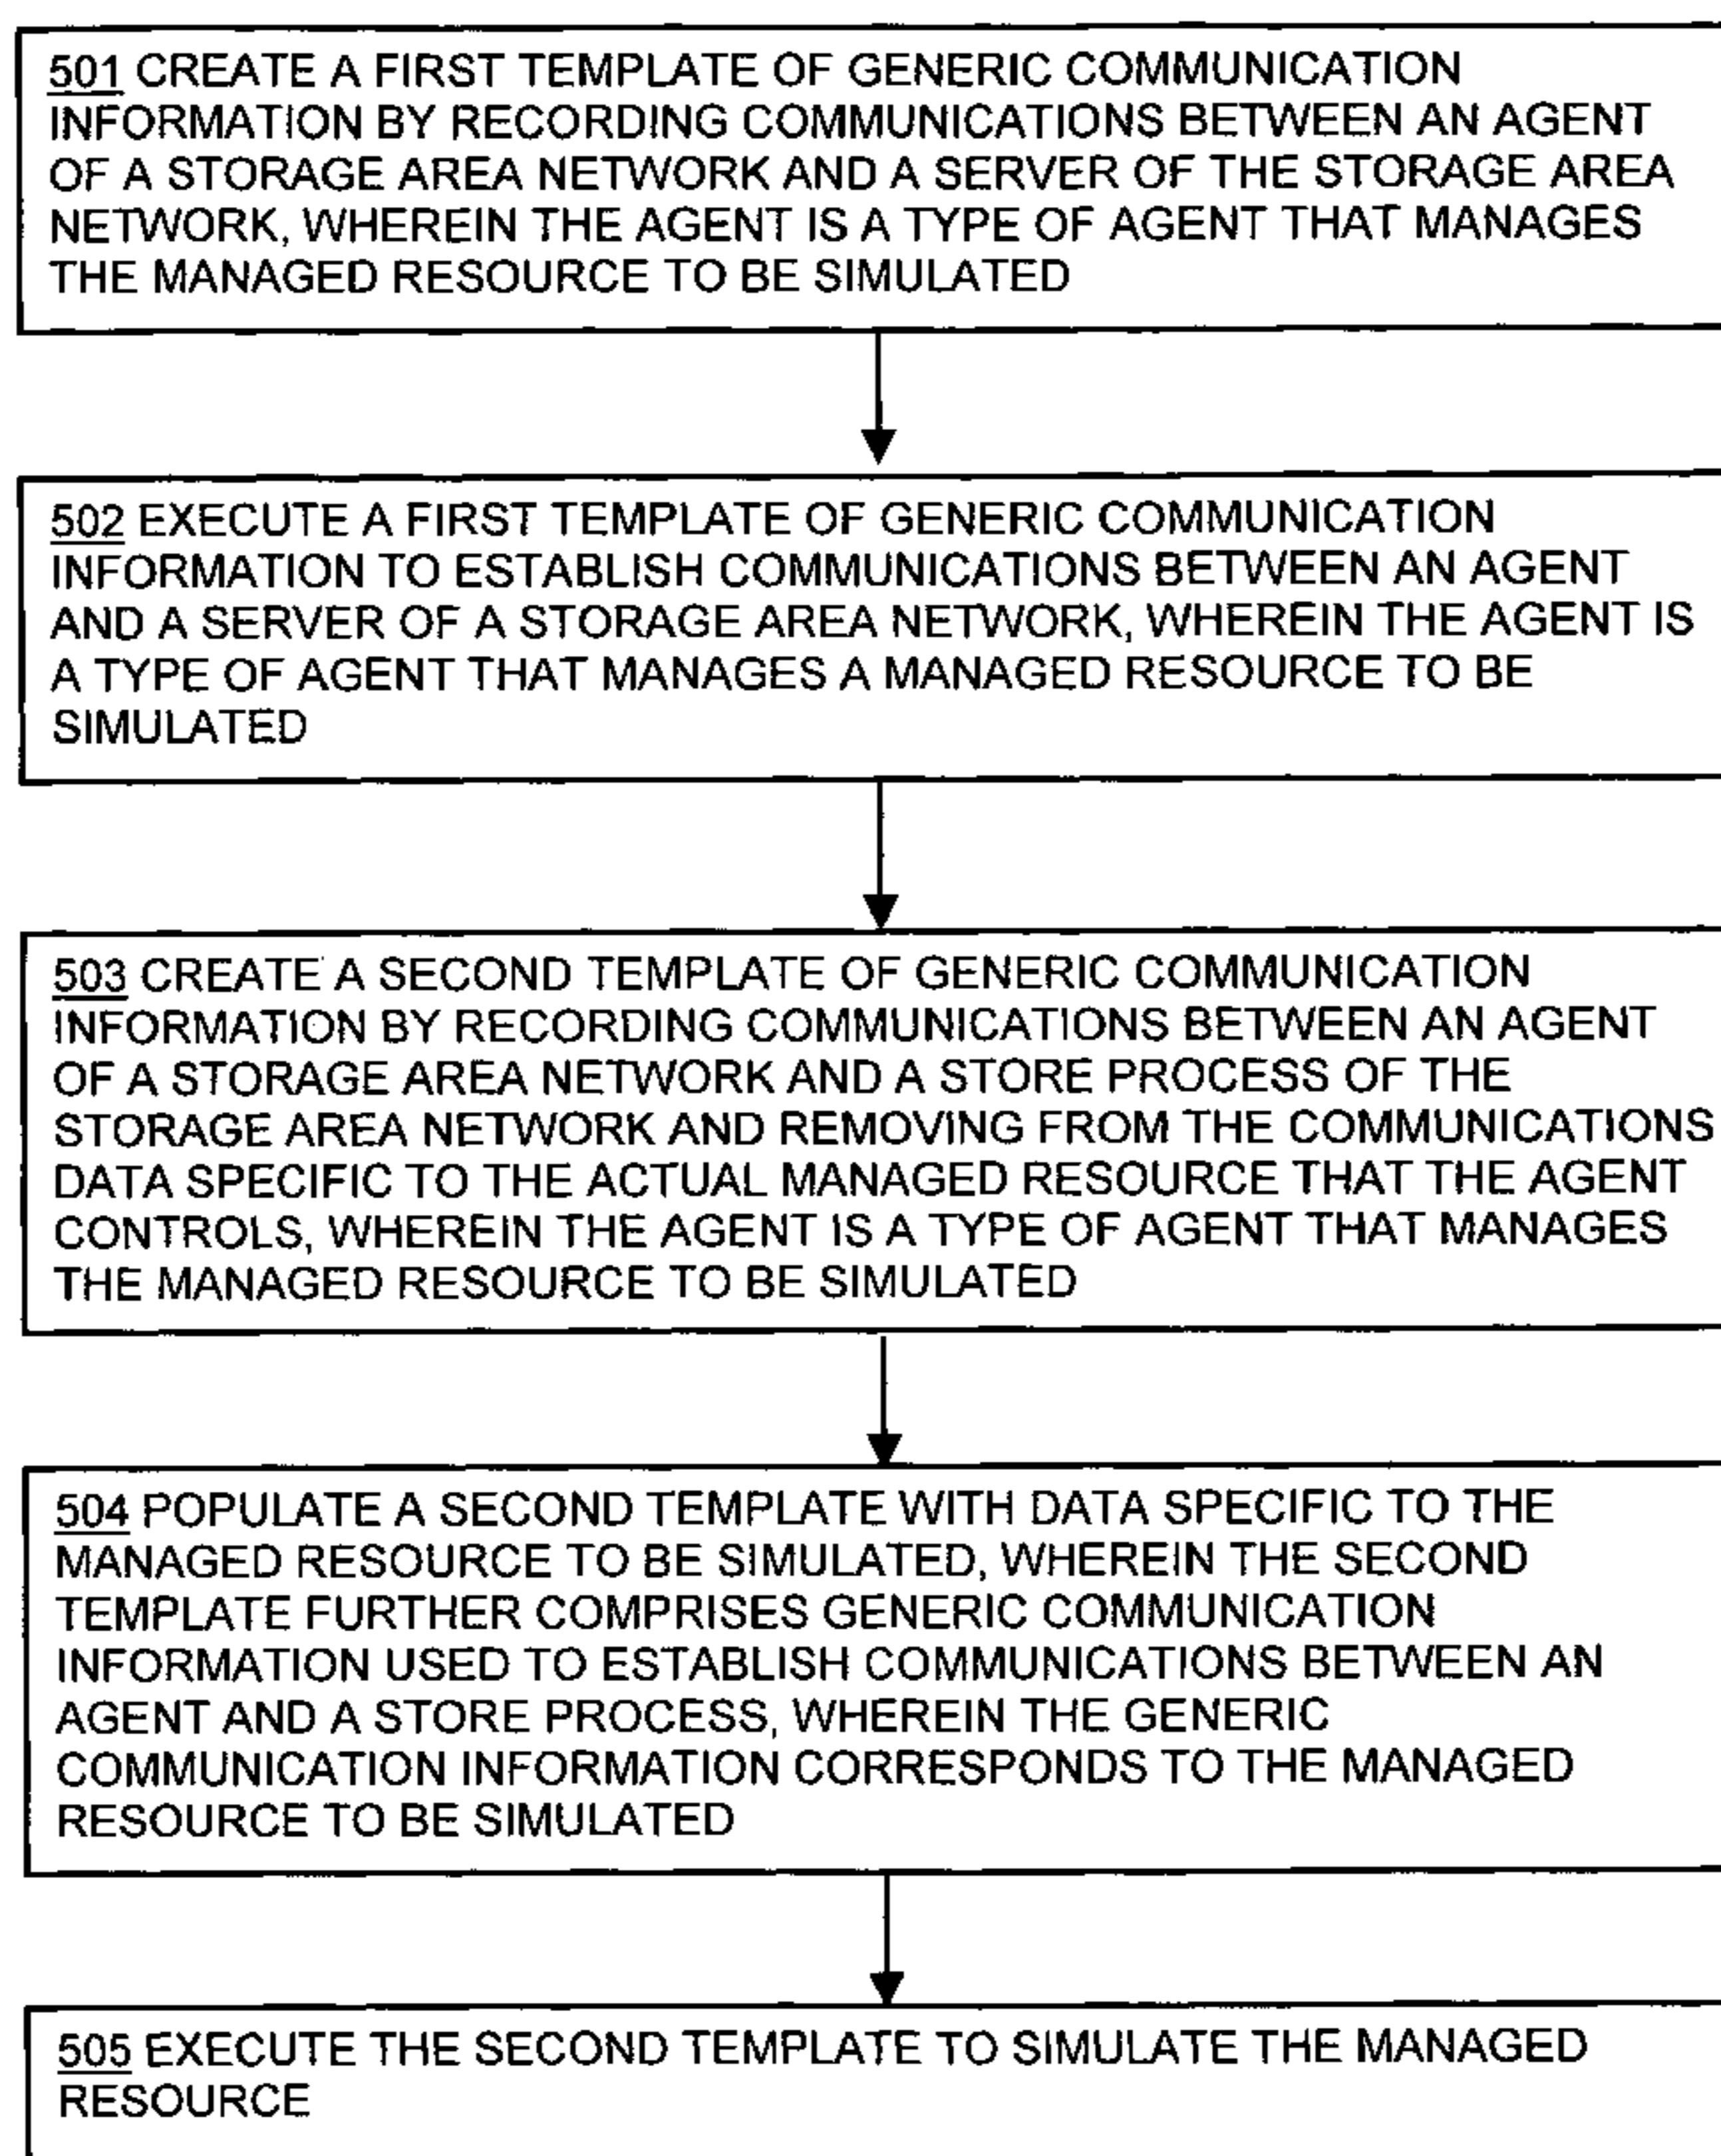 501 CREATE A FIRST TEMPLATE OF GENERIC COMMUNICATION
INFORMATION BY RECORDING COMMUNICATIONS BETWEEN AN AGENT
OF A STORAGE AREA NETWORK AND A SERVER OF THE STORAGE AREA
NETWORK, WHEREIN THE AGENT IS A TYPE OF AGENT THAT MANAGES
THE MANAGED RESOURCE TO BE SIMULATED
502 EXECUTE A FIRST TEMPLATE OF GENERIC COMMUNICATION
INFORMATION TO ESTABLISH COMMUNICATIONS BETWEEN AN AGENT
AND A SERVER OF A STORAGE AREA NETWORK, WHEREIN THE AGENT IS
A TYPE OF AGENT THAT MANAGES A MANAGED RESOURCE TO BE
SIMULATED
503 CREATE A SECOND TEMPLATE OF GENERIC COMMUNICATION
INFORMATION BY RECORDING COMMUNICATIONS BETWEEN AN AGENT
OF A STORAGE AREA NETWORK AND A STORE PROCESS OF THE
STORAGE AREA NETWORK AND REMOVING FROM THE COMMUNICATIONS
DATA SPECIFIC TO THE ACTUAL MANAGED RESOURCE THAT THE AGENT
CONTROLS, WHEREIN THE AGENT IS A TYPE OF AGENT THAT MANAGES
THE MANAGED RESOURCE TO BE SIMULATED
504 POPULATE A SECOND TEMPLATE WITH DATA SPECIFIC TO THE
MANAGED RESOURCE TO BE SIMULATED, WHEREIN THE SECOND
TEMPLATE FURTHER COMPRISES GENERIC COMMUNICATION
INFORMATION USED TO ESTABLISH COMMUNICATIONS BETWEEN AN
AGENT AND A STORE PROCESS, WHEREIN THE GENERIC
COMMUNICATION INFORMATION CORRESPONDS TO THE MANAGED
RESOURCE TO BE SIMULATED
505 EXECUTE THE SECOND TEMPLATE TO SIMULATE THE MANAGED
RESOURCE